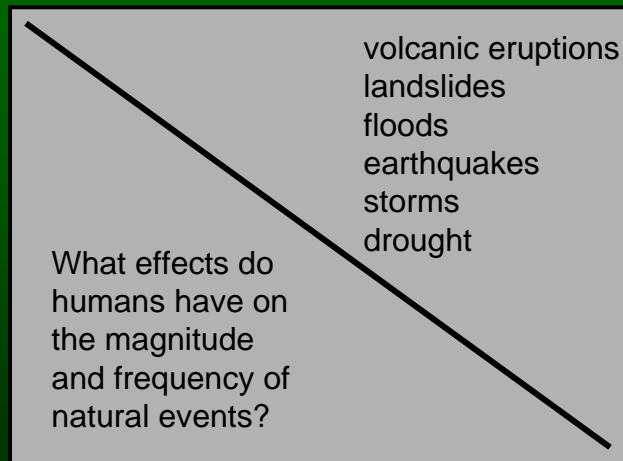 volcanic eruptions
landslides
floods
earthquakes
storms
drought
What effects do
humans have on
the magnitude
and frequency of
natural events?